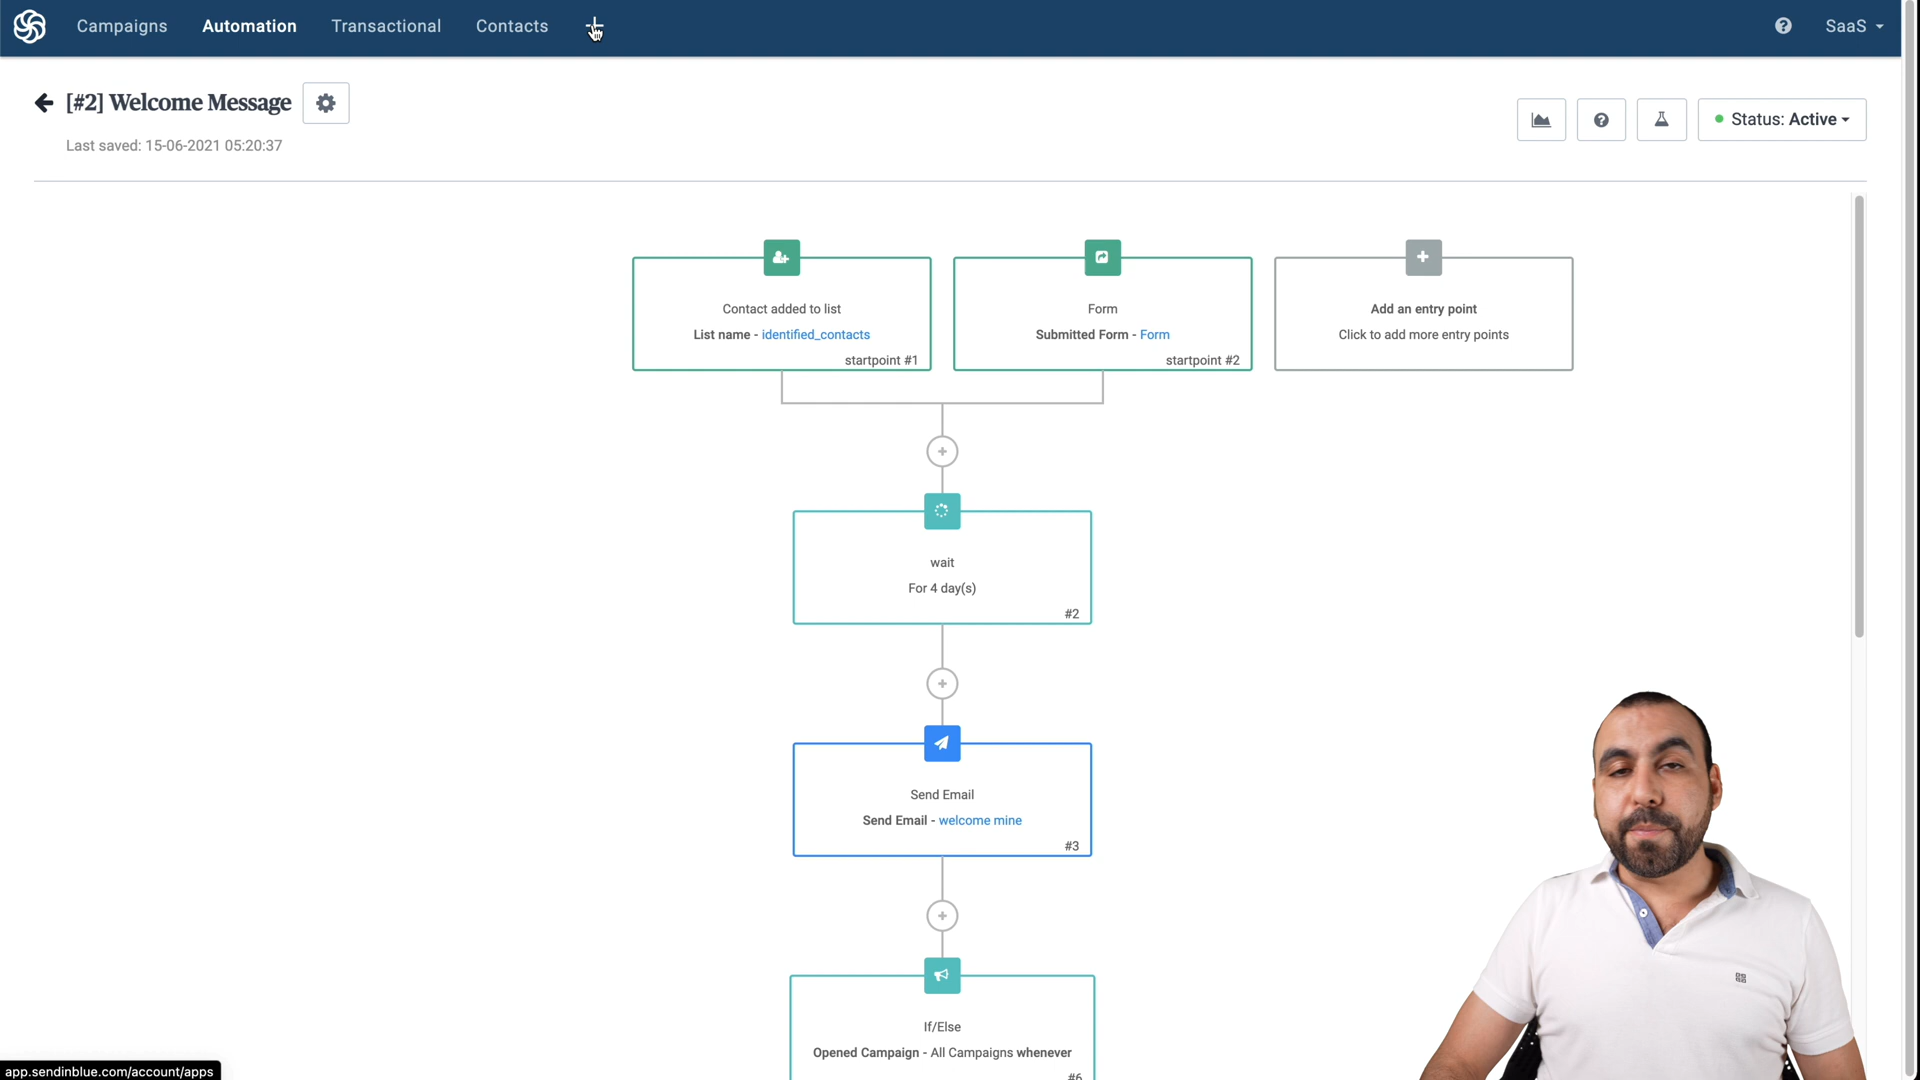 Campaigns Automation Transactional Contacts SaaS
[#2] Welcome Message
Status: Active
Last saved: 15-06-2021 05:20:37
Contact added to list
List name - identified_contacts
startpoint #1
Form
Submitted Form - Form
startpoint #2
Add an entry point
Click to add more entry points
wait
For 4 day(s)
#2
Send Email
Send Email - welcome mine
#3
If/Else
Opened Campaign - All Campaigns whenever
#6
app.sendinblue.com/account/apps